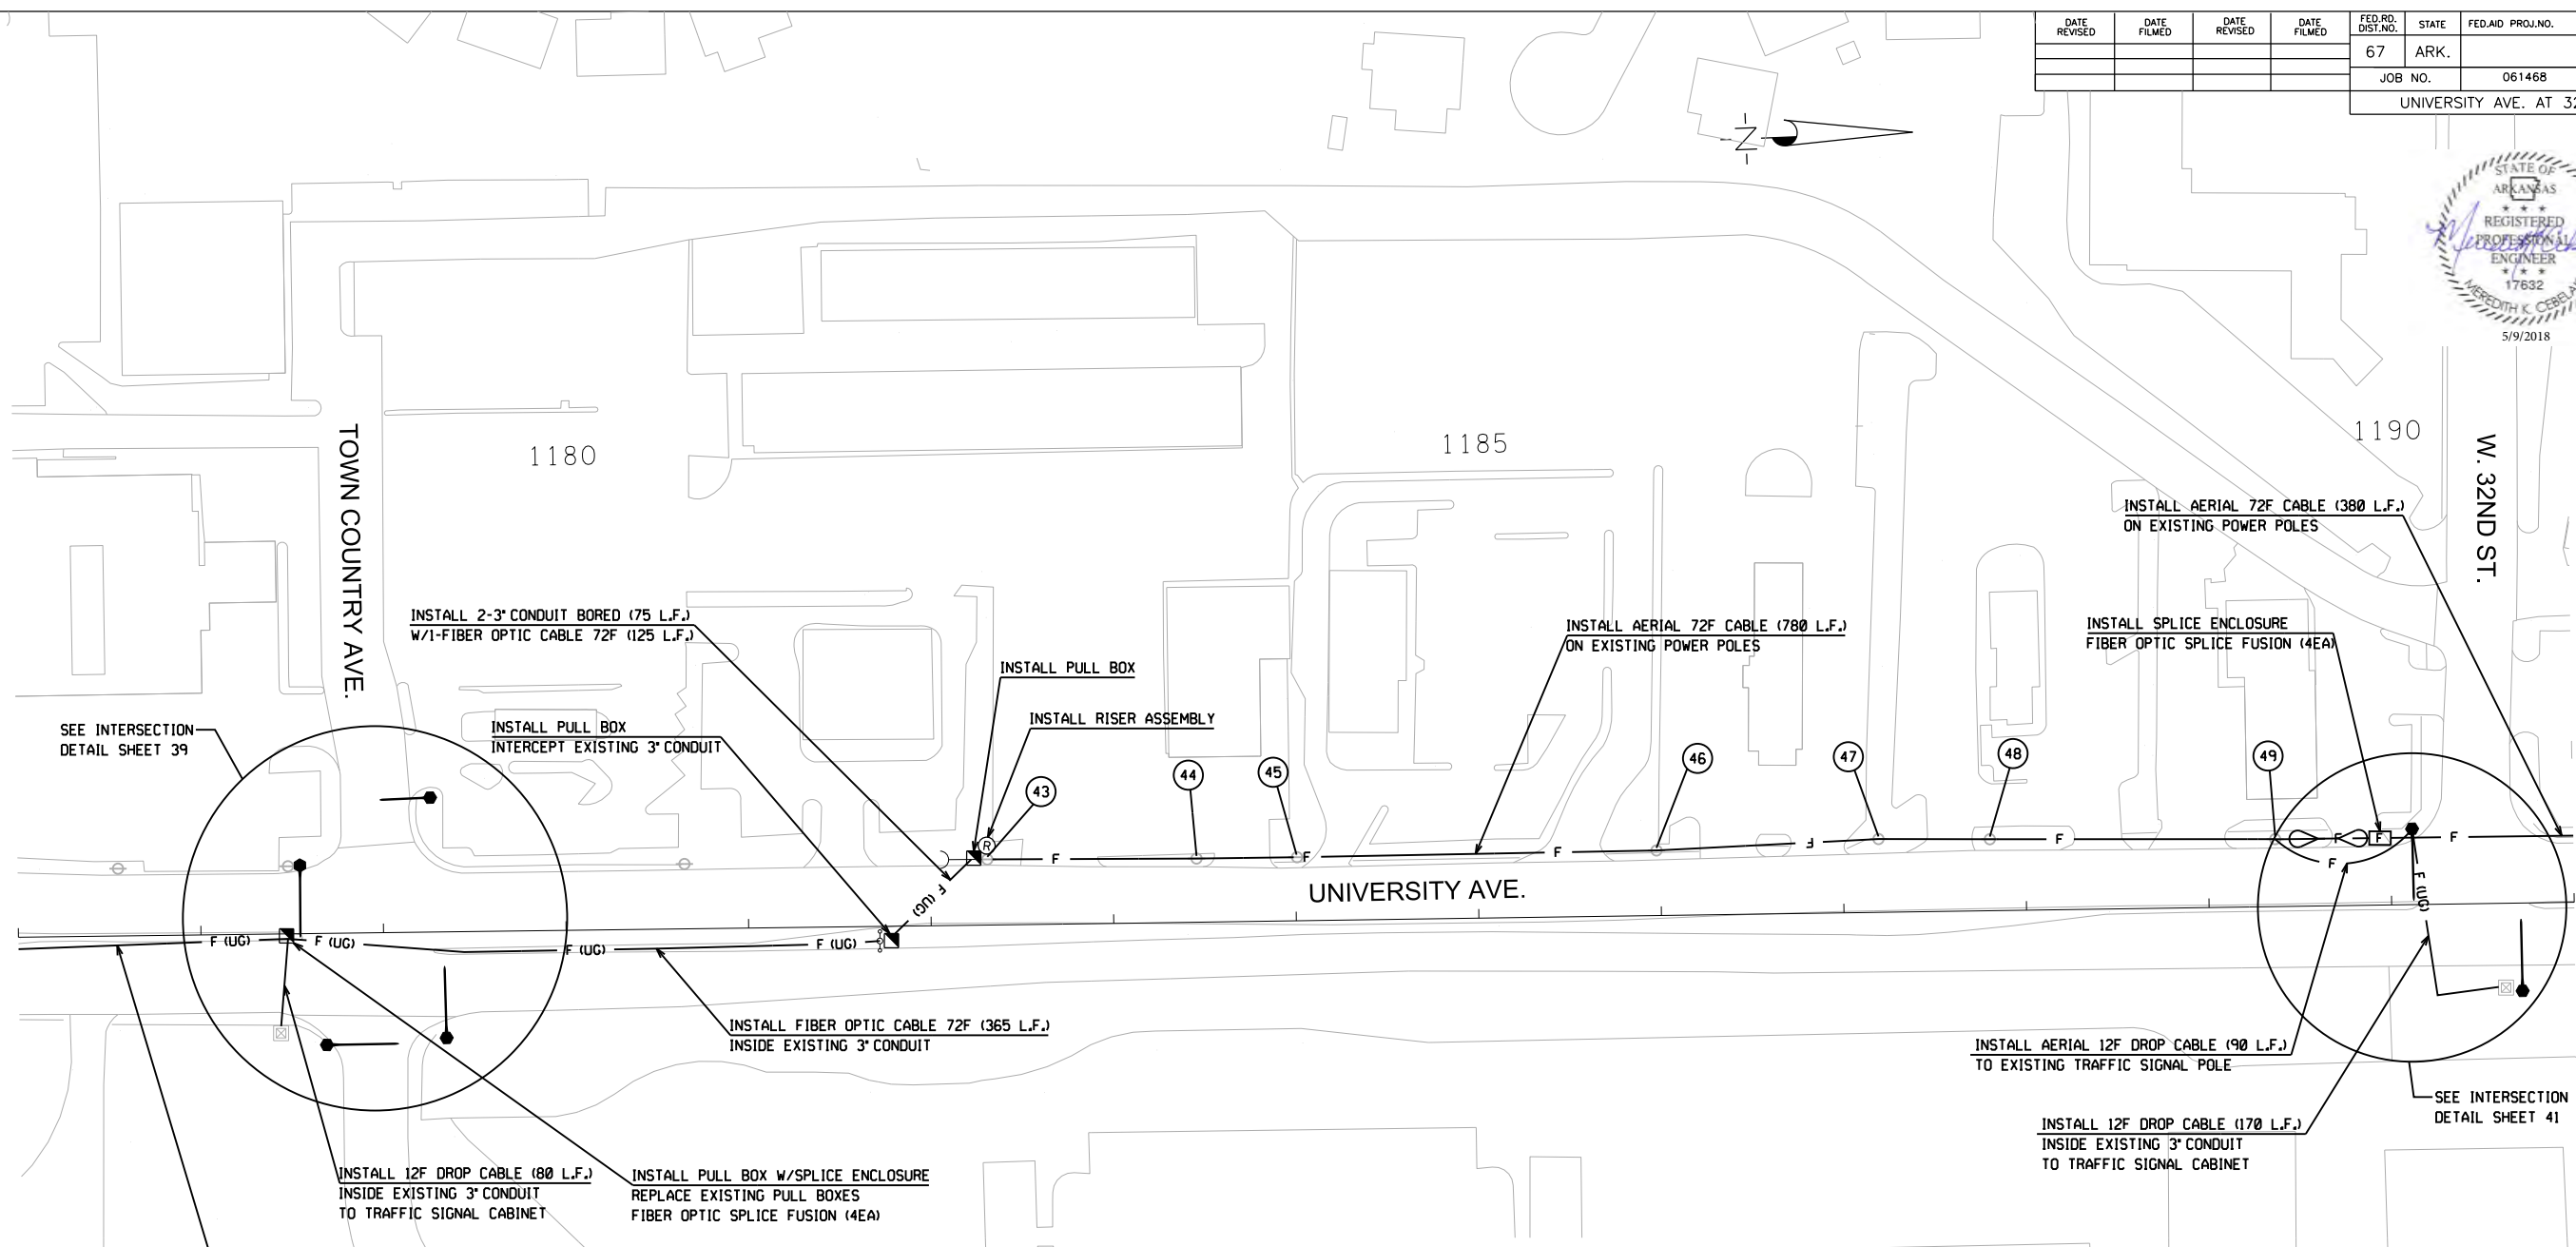 DATE REVISED
DATE FILMED
DATE REVISED
DATE FILMED
FED.RD. DIST.NO.
STATE
FED.AID PROJ.NO.
67
ARK.
JOB NO.
061468
UNIVERSITY AVE. AT 32
N
STATE OF
ARKANSAS
★ ★ ★
REGISTERED
PROFESSIONAL
ENGINEER
★ ★ ★
17632
MEREDITH K.
5/9/2018
1180
1185
1190
TOWN COUNTRY AVE.
W. 32ND ST.
INSTALL AERIAL 72F CABLE (380 L.F.)
ON EXISTING POWER POLES
INSTALL 2-3" CONDUIT BORED (75 L.F.)
W/1-FIBER OPTIC CABLE 72F (125 L.F.)
INSTALL AERIAL 72F CABLE (780 L.F.)
ON EXISTING POWER POLES
INSTALL SPLICE ENCLOSURE
FIBER OPTIC SPLICE FUSION (4EA)
INSTALL PULL BOX
INSTALL RISER ASSEMBLY
SEE INTERSECTION
DETAIL SHEET 39
INSTALL PULL BOX
INTERCEPT EXISTING 3" CONDUIT
43
44
45
46
47
48
49
R
F
F
F
F
F
F
F
F
F
F (UG)
UNIVERSITY AVE.
F (UG)
F (UG)
F (UG)
F (UG)
F (UG)
INSTALL FIBER OPTIC CABLE 72F (365 L.F.)
INSIDE EXISTING 3" CONDUIT
INSTALL AERIAL 12F DROP CABLE (90 L.F.)
TO EXISTING TRAFFIC SIGNAL POLE
SEE INTERSECTION
DETAIL SHEET 41
INSTALL 12F DROP CABLE (170 L.F.)
INSIDE EXISTING 3" CONDUIT
TO TRAFFIC SIGNAL CABINET
INSTALL 12F DROP CABLE (80 L.F.)
INSIDE EXISTING 3" CONDUIT
TO TRAFFIC SIGNAL CABINET
INSTALL PULL BOX W/SPLICE ENCLOSURE
REPLACE EXISTING PULL BOXES
FIBER OPTIC SPLICE FUSION (4EA)